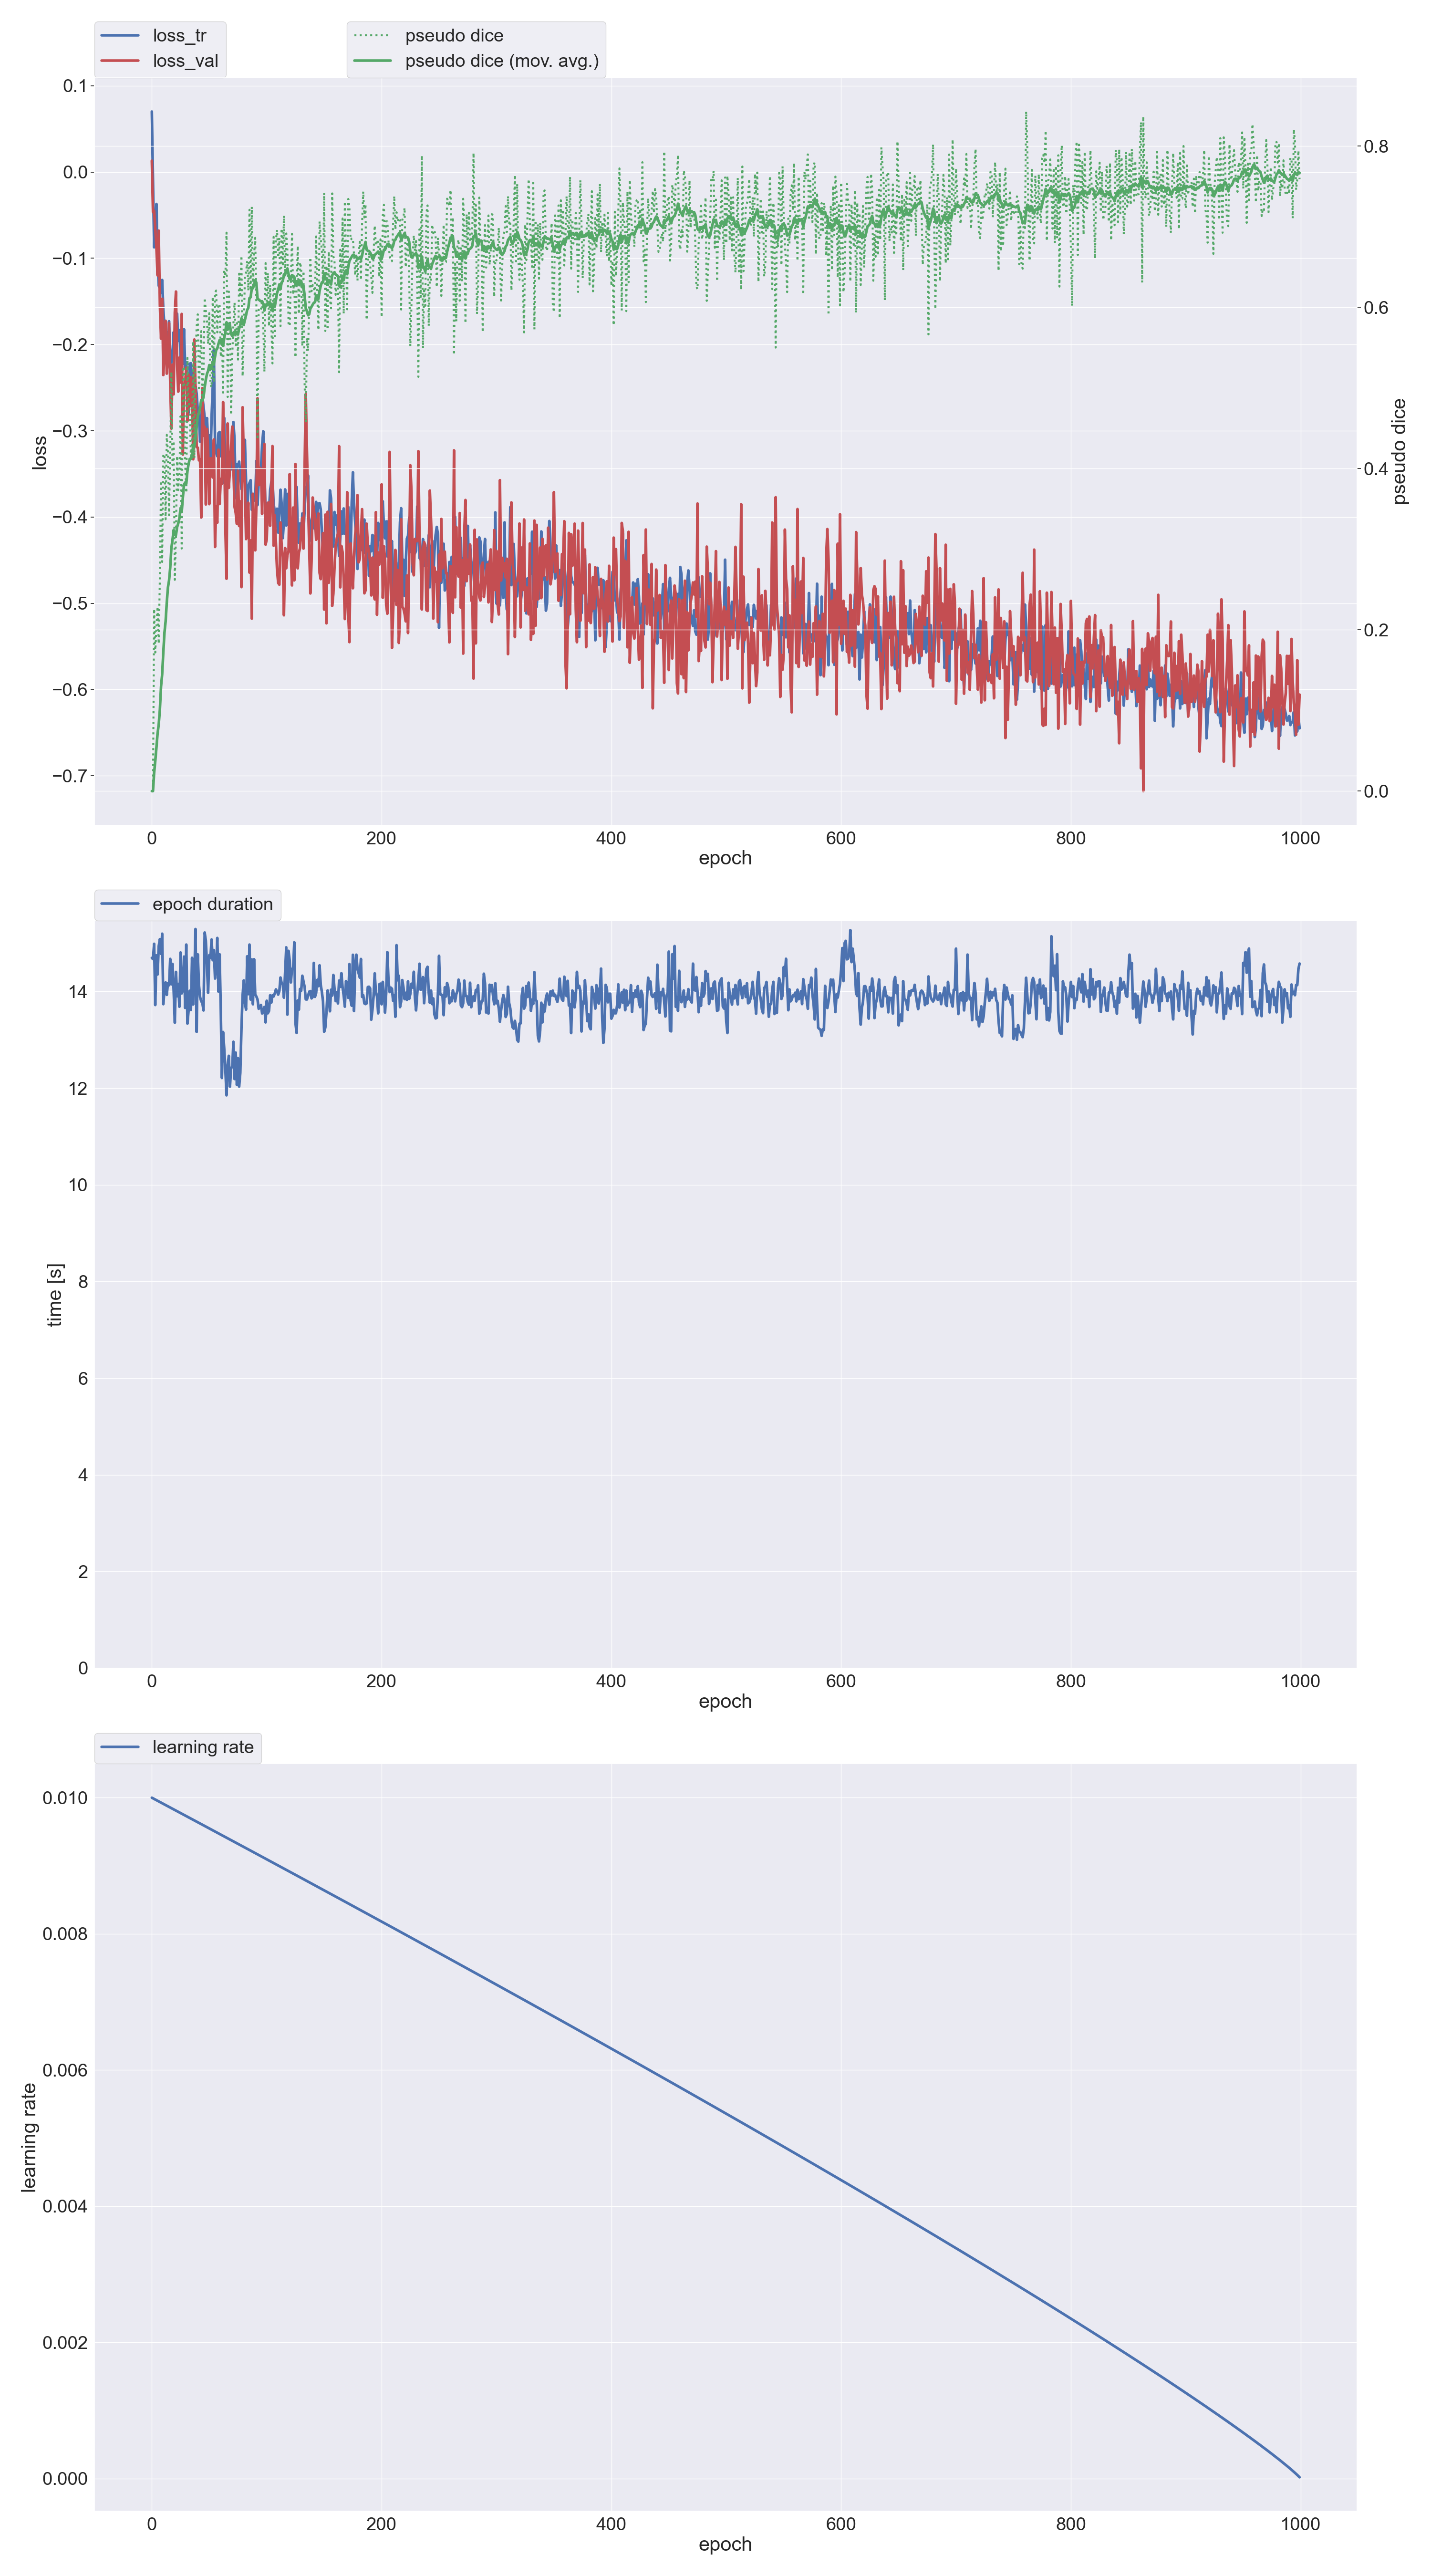 loss_tr
loss_val
pseudo dice
pseudo dice (mov. avg.)
0.1
0.0
−0.1
−0.2
−0.3
−0.4
−0.5
−0.6
−0.7
loss
0.8
0.6
0.4
0.2
0.0
pseudo dice
0 200 400 600 800 1000
epoch
epoch duration
14
12
10
8
6
4
2
0
time [s]
0 200 400 600 800 1000
epoch
learning rate
0.010
0.008
0.006
0.004
0.002
0.000
learning rate
0 200 400 600 800 1000
epoch